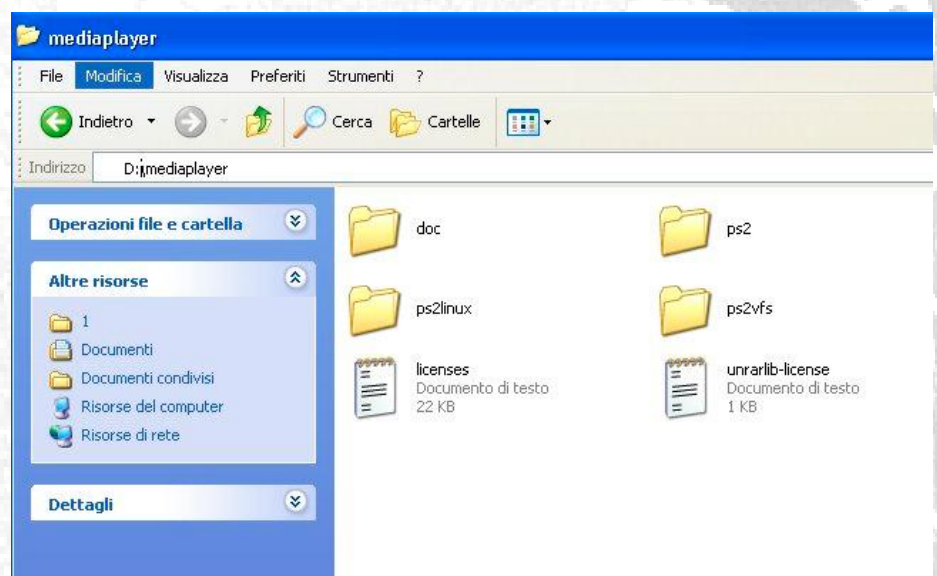 mediaplayer
File Modifica Visualizza Preferiti Strumenti ?
Indietro Cerca Cartelle
Indirizzo D:\mediaplayer
Operazioni file e cartella
Altre risorse
1
Documenti
Documenti condivisi
Risorse del computer
Risorse di rete
Dettagli
doc
ps2
ps2linux
ps2vfs
licenses
Documento di testo
22 KB
unrarlib-license
Documento di testo
1 KB